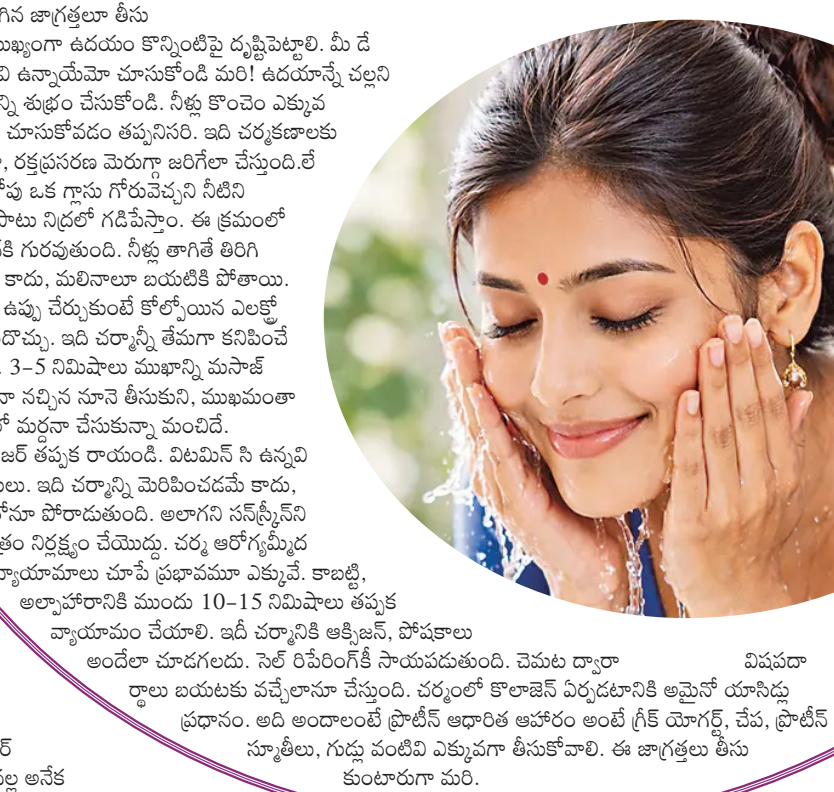 గిన జాగ్రత్తలూ తీసు
ముఖ్యంగా ఉదయం కొన్నింటిపై దృష్టిపెట్టాలి. మీ డే
వి ఉన్నాయేమో చూసుకోండి మరి! ఉదయాన్నే చల్లని
న్ని శుభ్రం చేసుకోండి. నీళ్లు కొంచెం ఎక్కువ
చూసుకోవడం తప్పనిసరి. ఇది చర్మకణాలకు
, రక్తప్రసరణ మెరుగ్గా జరిగేలా చేస్తుంది.లే
లోపు ఒక గ్లాసు గోరువెచ్చని నీటిని
పాటు నిద్రలో గడిపేస్తాం. ఈ క్రమంలో
కి గురవుతుంది. నీళ్లు తాగితే తిరిగి
కాదు, మలినాలూ బయటికి పోతాయి.
ఉప్పు చేర్చుకుంటే కోల్పోయిన ఎలక్ట్రో
దొచ్చు. ఇది చర్మాన్నీ తేమగా కనిపించే
. 3-5 నిమిషాలు ముఖాన్ని మసాజ్
నా నచ్చిన నూనె తీసుకుని, ముఖమంతా
లో మర్దనా చేసుకున్నా మంచిదే.
జర్ తప్పక రాయండి. విటమిన్ సి ఉన్నవి
లు. ఇది చర్మాన్ని మెరిపించడమే కాదు,
లోనూ పోరాడుతుంది. అలాగని సన్‌స్క్రీన్‌ని
త్రం నిర్లక్ష్యం చేయొద్దు. చర్మ ఆరోగ్యమ్మీద
వ్యాయామాలు చూపే ప్రభావమూ ఎక్కువే. కాబట్టి,
అల్పాహారానికి ముందు 10-15 నిమిషాలు తప్పక
వ్యాయామం చేయాలి. ఇదీ చర్మానికి ఆక్సిజన్, పోషకాలు
అందేలా చూడగలదు. సెల్ రిపేరింగ్‌కీ సాయపడుతుంది. చెమట ద్వారా విషపదా
ర్థాలు బయటకు వచ్చేలానూ చేస్తుంది. చర్మంలో కొలాజెన్ ఏర్పడటానికి అమైనో యాసిడ్లు
ప్రధానం. అది అందాలంటే ప్రొటీన్ ఆధారిత ఆహారం అంటే గ్రీక్ యోగర్ట్, చేప, ప్రొటీన్
స్మూతీలు, గుడ్లు వంటివి ఎక్కువగా తీసుకోవాలి. ఈ జాగ్రత్తలు తీసు
కుంటారుగా మరి.
ర్
వల్ల అనేక